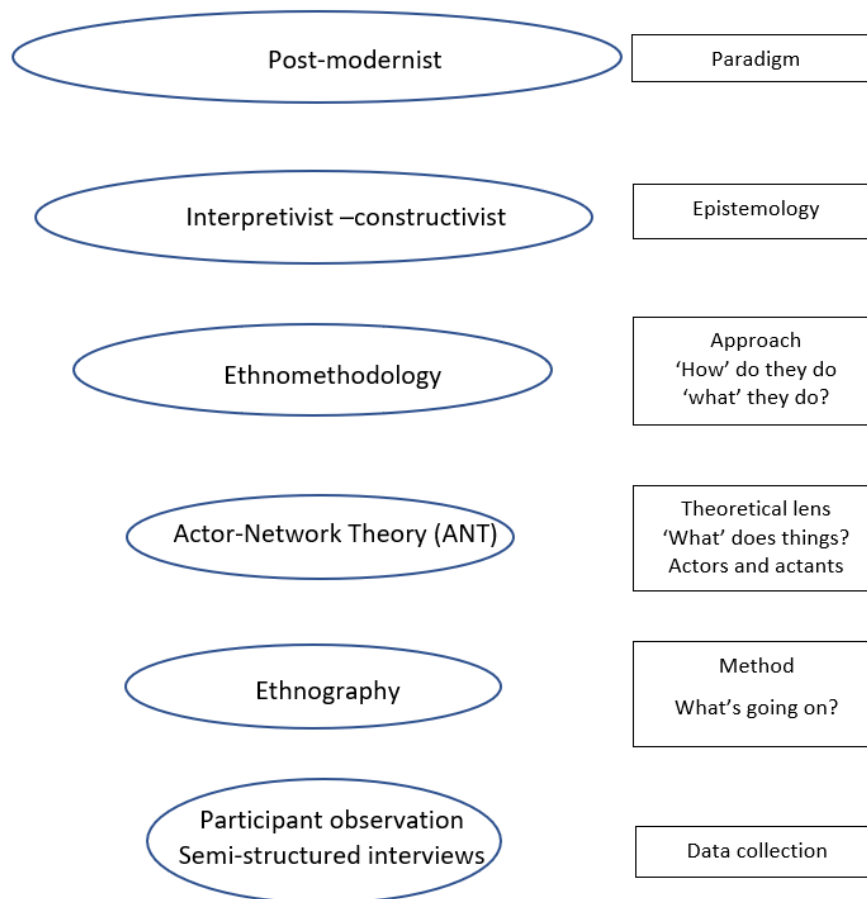 Post-modernist
Paradigm
Interpretivist –constructivist
Epistemology
Ethnomethodology
Approach
‘How’ do they do
‘what’ they do?
Actor-Network Theory (ANT)
Theoretical lens
‘What’ does things?
Actors and actants
Ethnography
Method
What’s going on?
Participant observation
Semi-structured interviews
Data collection